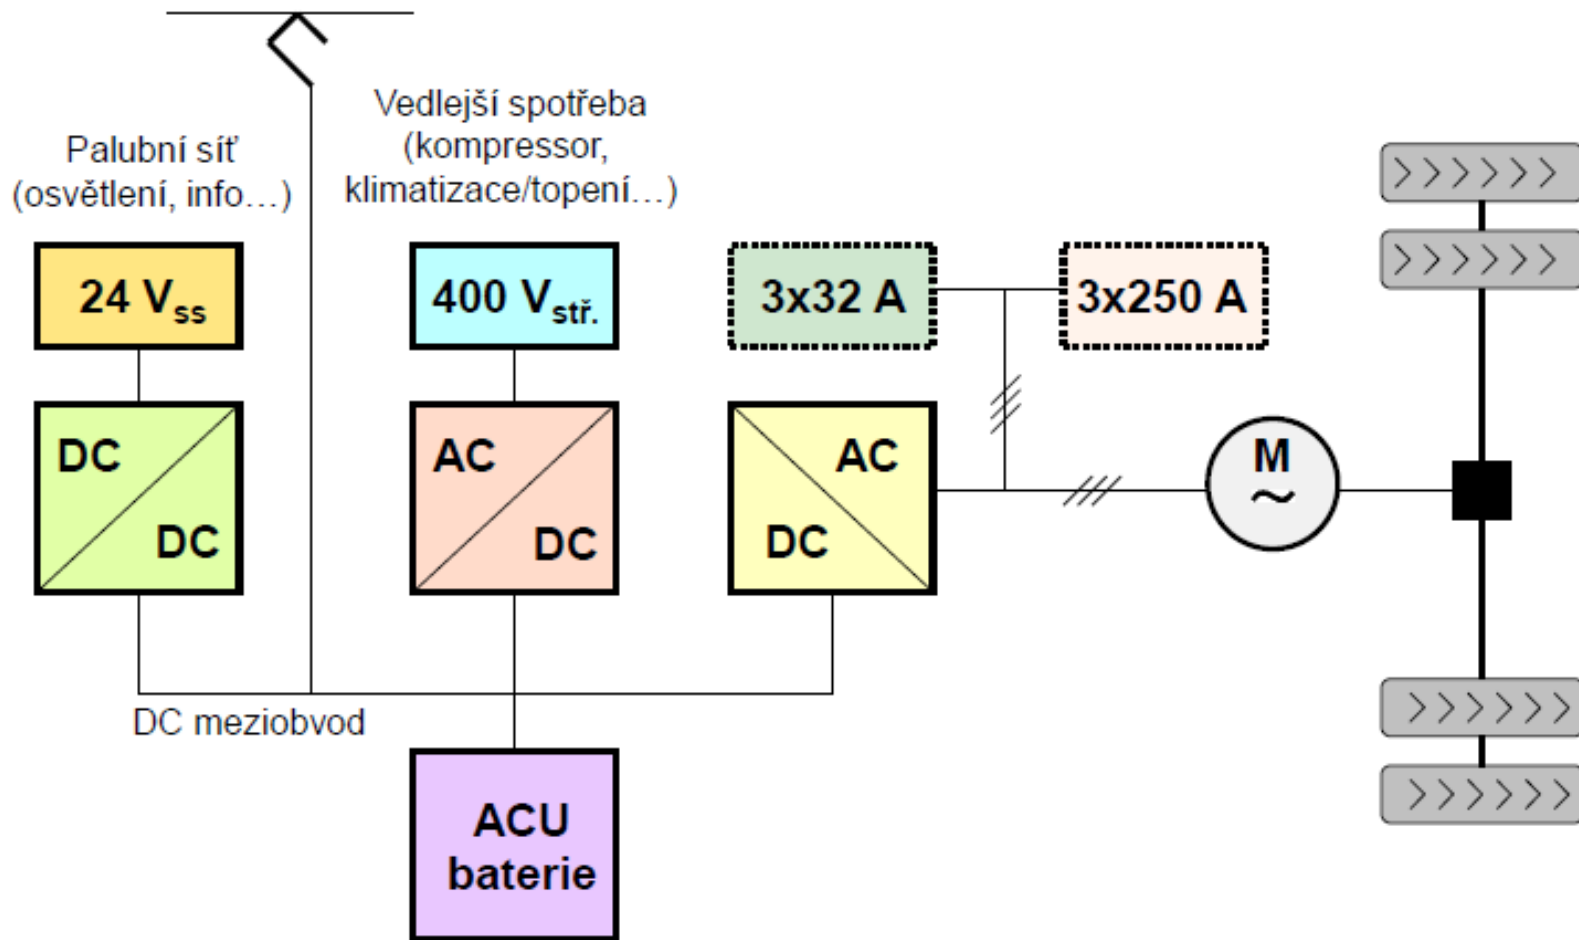 Vedlejší spotřeba
(kompressor,
klimatizace/topení…)
Palubní síť
(osvětlení, info…)
24 Vss
400 Vstř.
3x32 A
3x250 A
DC
DC
AC
DC
AC
DC
M
~
DC meziobvod
ACU
baterie